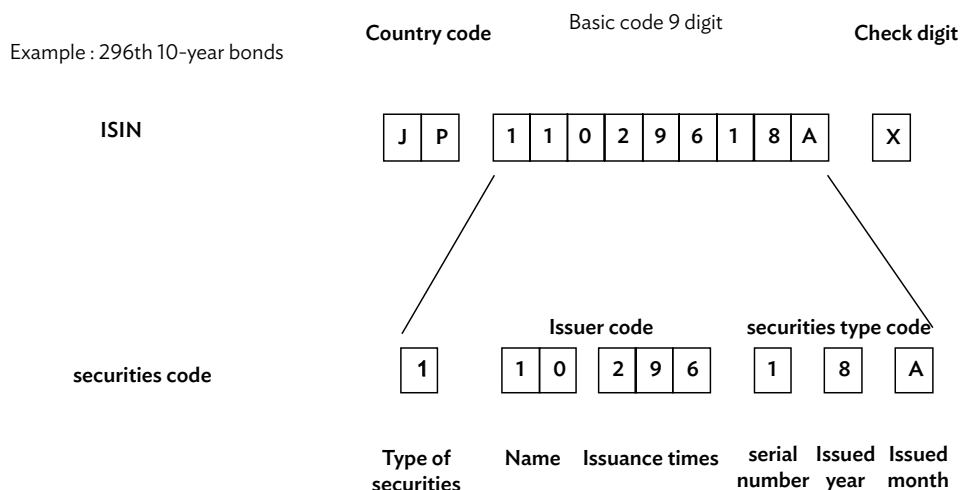 Country code Basic code 9 digit Check digit
Example : 296th 10-year bonds
ISIN J P 1 1 0 2 9 6 1 8 A X
Issuer code securities type code
securities code 1 1 0 2 9 6 1 8 A
Type of securities
Name
Issuance times
serial number
Issued year
Issued month